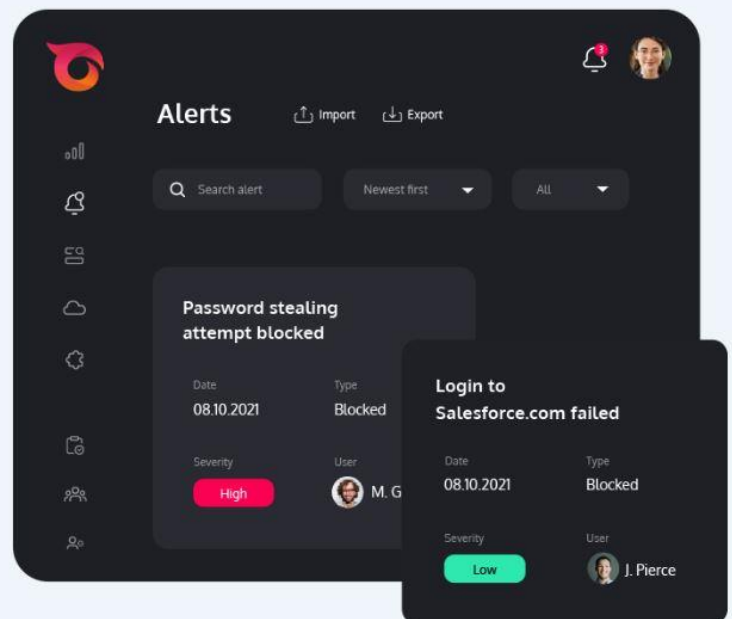 3
Alerts
Import
Export
Search alert
Newest first
All
Password stealing
attempt blocked
Date
Type
08.10.2021
Blocked
Severity
User
High
M. G
Login to
Salesforce.com failed
Date
Type
08.10.2021
Blocked
Severity
User
Low
J. Pierce